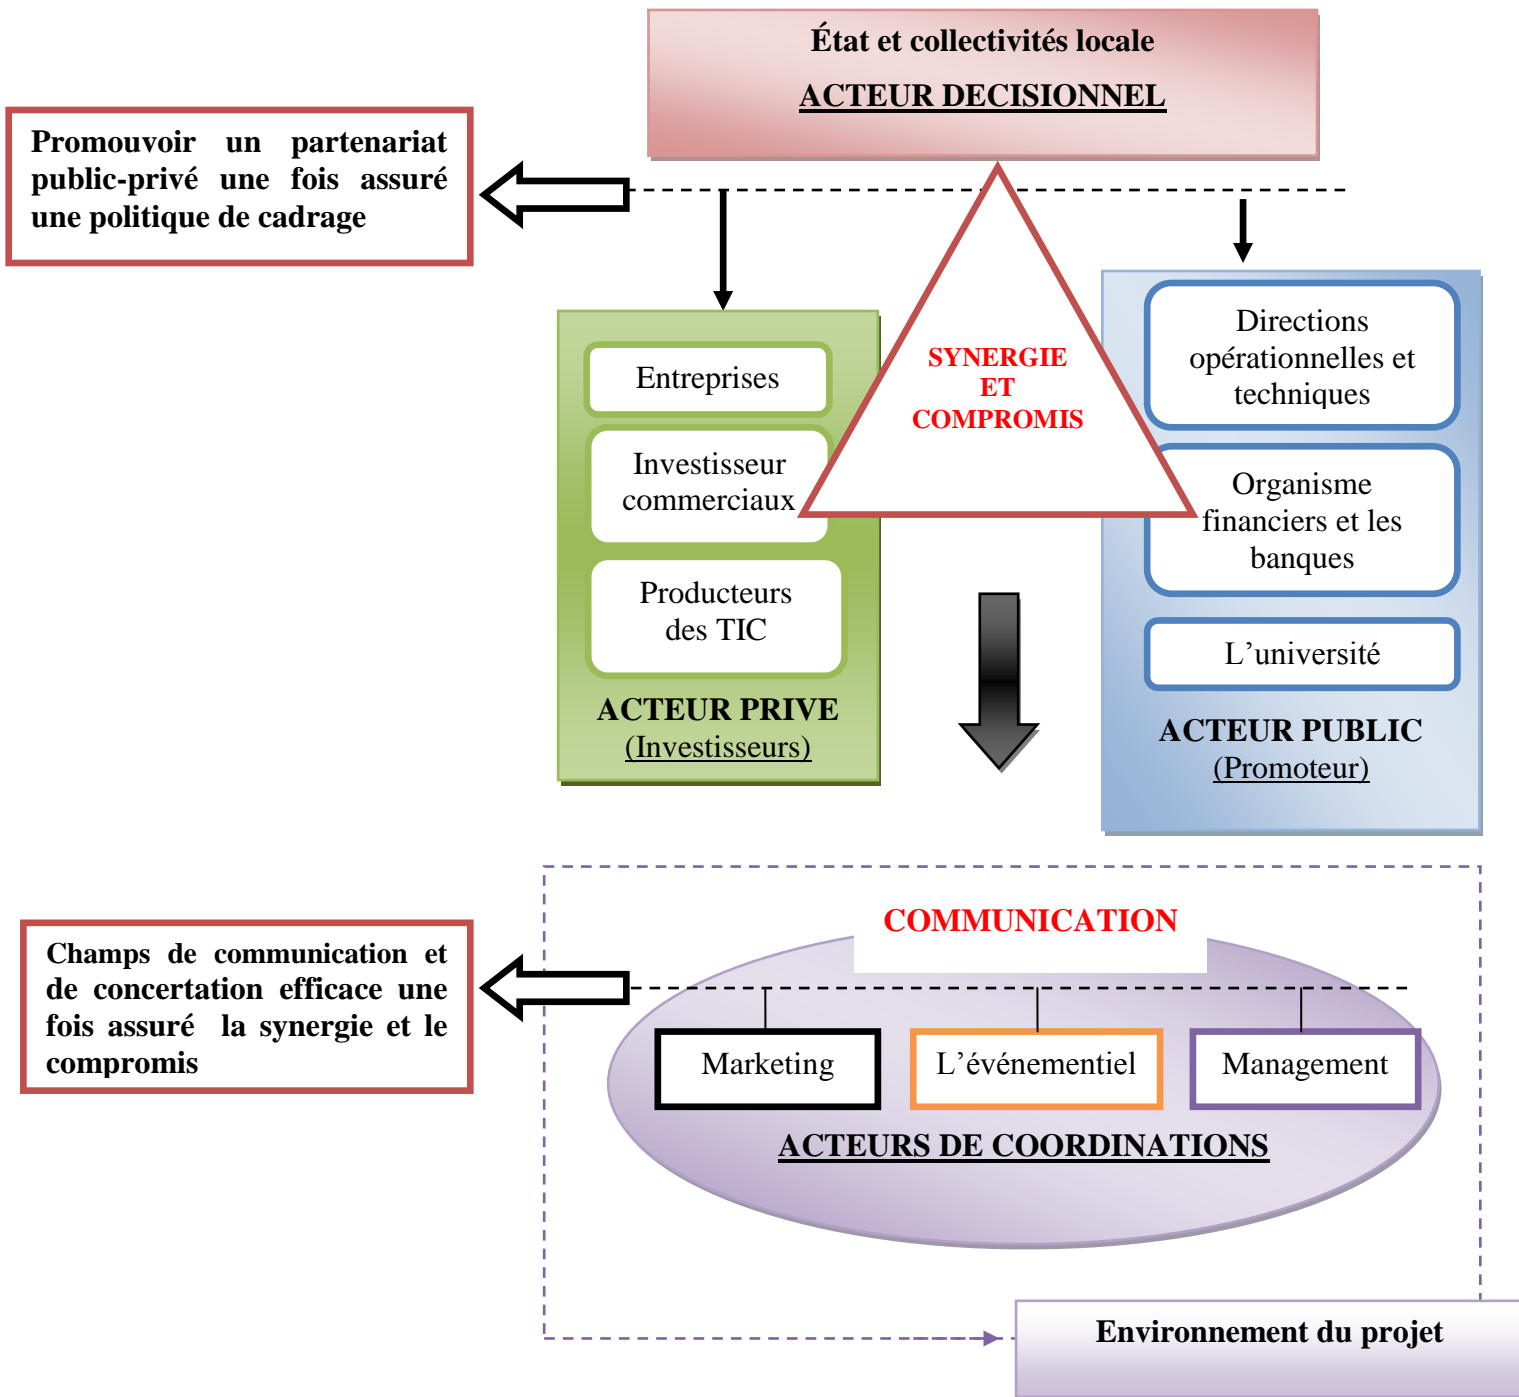 État et collectivités locale
ACTEUR DECISIONNEL
Promouvoir un partenariat
public-privé une fois assuré
une politique de cadrage
Entreprises
Investisseur
commerciaux
Producteurs
des TIC
ACTEUR PRIVE
(Investisseurs)
SYNERGIE
ET
COMPROMIS
Directions
opérationnelles et
techniques
Organisme
financiers et les
banques
L’université
ACTEUR PUBLIC
(Promoteur)
COMMUNICATION
Champs de communication et
de concertation efficace une
fois assuré la synergie et le
compromis
Marketing
L’événementiel
Management
ACTEURS DE COORDINATIONS
Environnement du projet